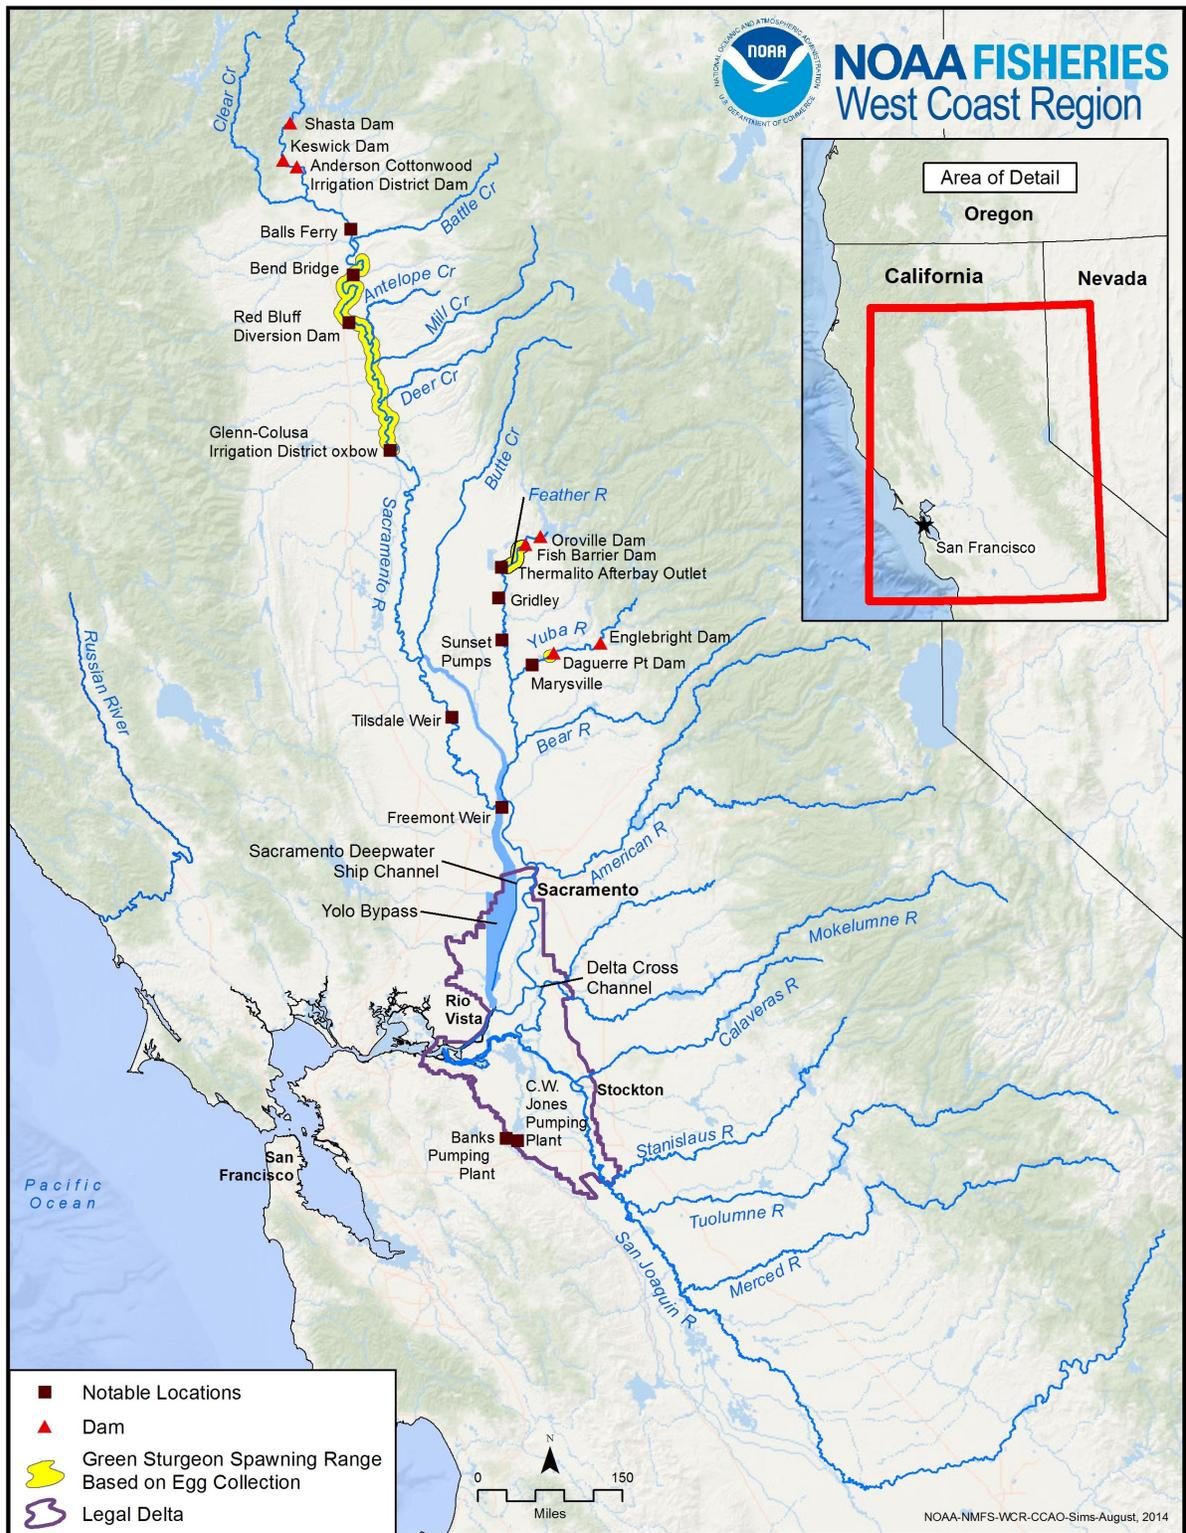 NOAA FISHERIES
West Coast Region
NOAA
NATIONAL OCEANIC AND ATMOSPHERIC ADMINISTRATION
U.S. DEPARTMENT OF COMMERCE
Area of Detail
Oregon
California
Nevada
San Francisco
Clear Cr
Shasta Dam
Keswick Dam
Anderson Cottonwood
Irrigation District Dam
Battle Cr
Balls Ferry
Bend Bridge
Antelope Cr
Mill Cr
Red Bluff
Diversion Dam
Deer Cr
Glenn-Colusa
Irrigation District oxbow
Butte Cr
Sacramento R
Feather R
Oroville Dam
Fish Barrier Dam
Thermalito Afterbay Outlet
Gridley
Yuba R
Englebright Dam
Sunset
Pumps
Daguerre Pt Dam
Marysville
Russian River
Tilsdale Weir
Bear R
Freemont Weir
American R
Sacramento Deepwater
Ship Channel
Sacramento
Yolo Bypass
Mokelumne R
Delta Cross
Channel
Rio
Vista
Calaveras R
C.W.
Jones
Pumping
Plant
Stockton
Banks
Pumping
Plant
Stanislaus R
San
Francisco
Pacific
Ocean
Tuolumne R
San Joaquin R
Merced R
Notable Locations
Dam
Green Sturgeon Spawning Range
Based on Egg Collection
Legal Delta
N
0 150
Miles
NOAA-NMFS-WCR-CCAO-Sims-August, 2014